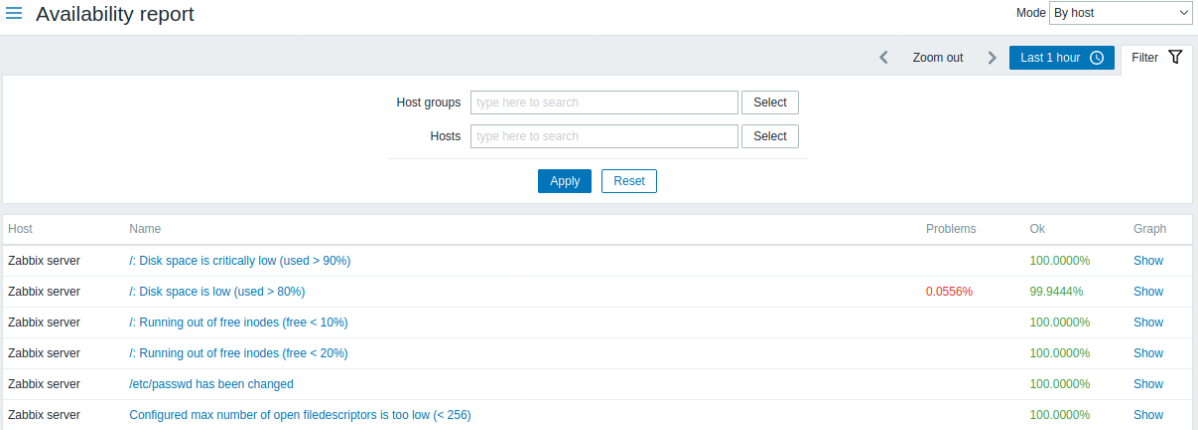 Availability report
Mode By host
Zoom out Last 1 hour Filter
Host groups type here to search Select
Hosts type here to search Select
Apply Reset
Host Name Problems Ok Graph
Zabbix server /: Disk space is critically low (used > 90%) 100.0000% Show
Zabbix server /: Disk space is low (used > 80%) 0.0556% 99.9444% Show
Zabbix server /: Running out of free inodes (free < 10%) 100.0000% Show
Zabbix server /: Running out of free inodes (free < 20%) 100.0000% Show
Zabbix server /etc/passwd has been changed 100.0000% Show
Zabbix server Configured max number of open filedescriptors is too low (< 256) 100.0000% Show